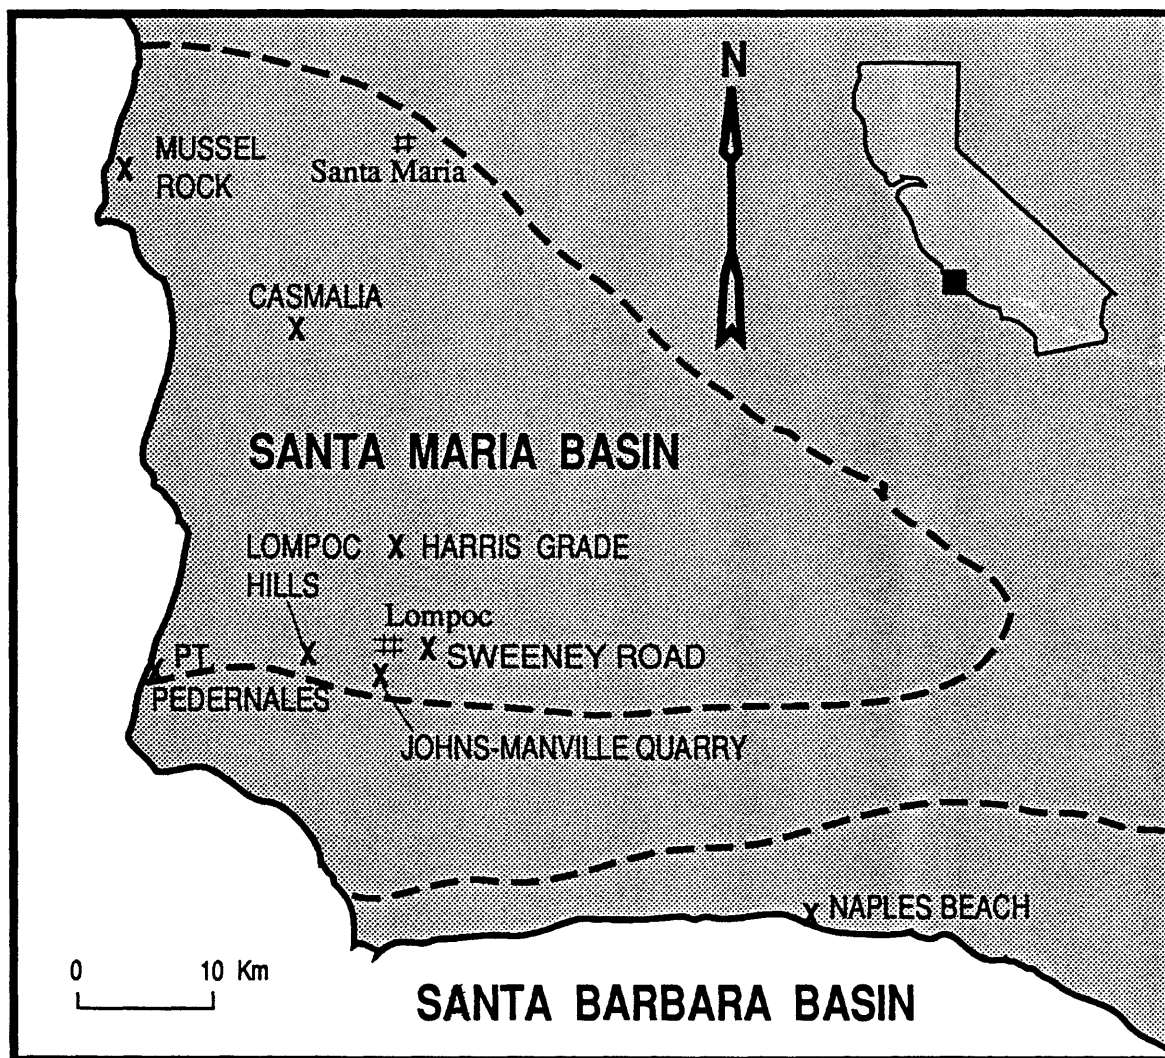 N
MUSSEL
ROCK
Santa Maria
CASMALIA
SANTA MARIA BASIN
LOMPOC X HARRIS GRADE
HILLS
Lompoc
X SWEENEY ROAD
PT
PEDERNALES
JOHNS-MANVILLE QUARRY
NAPLES BEACH
0 10 Km
SANTA BARBARA BASIN